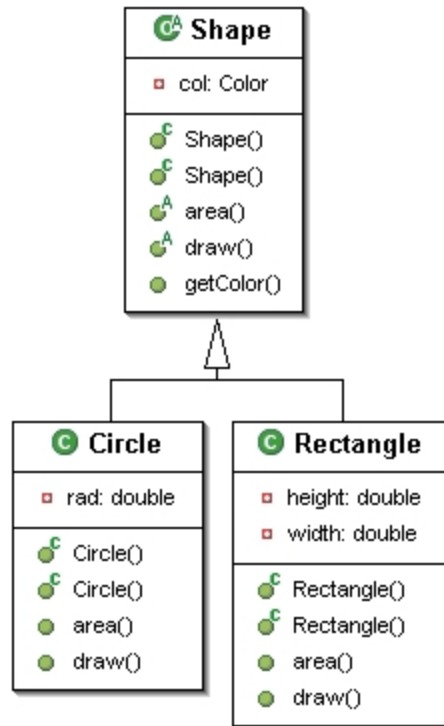 Shape
col: Color
Shape()
Shape()
area()
draw()
getColor()
Circle
rad: double
Circle()
Circle()
area()
draw()
Rectangle
height: double
width: double
Rectangle()
Rectangle()
area()
draw()